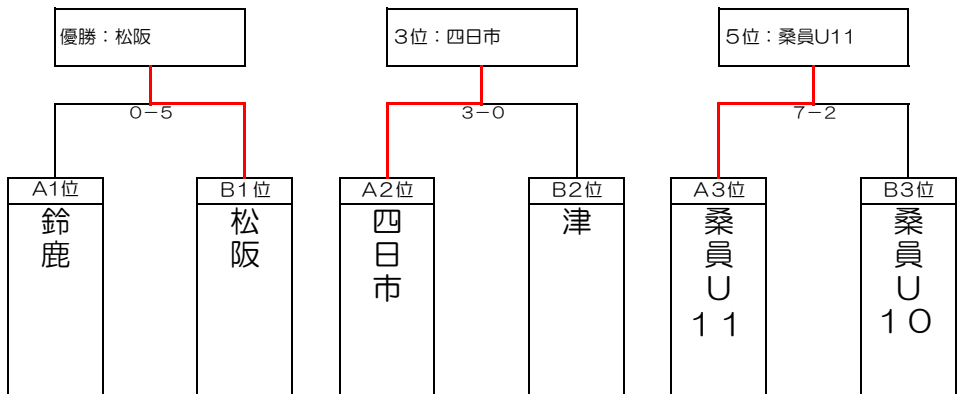 優勝：松阪
3位：四日市
5位：桑員U11
0－5
3－0
7－2
A1位
B1位
A2位
B2位
A3位
B3位
鈴鹿
松阪
四日市
津
桑員U11
桑員U10